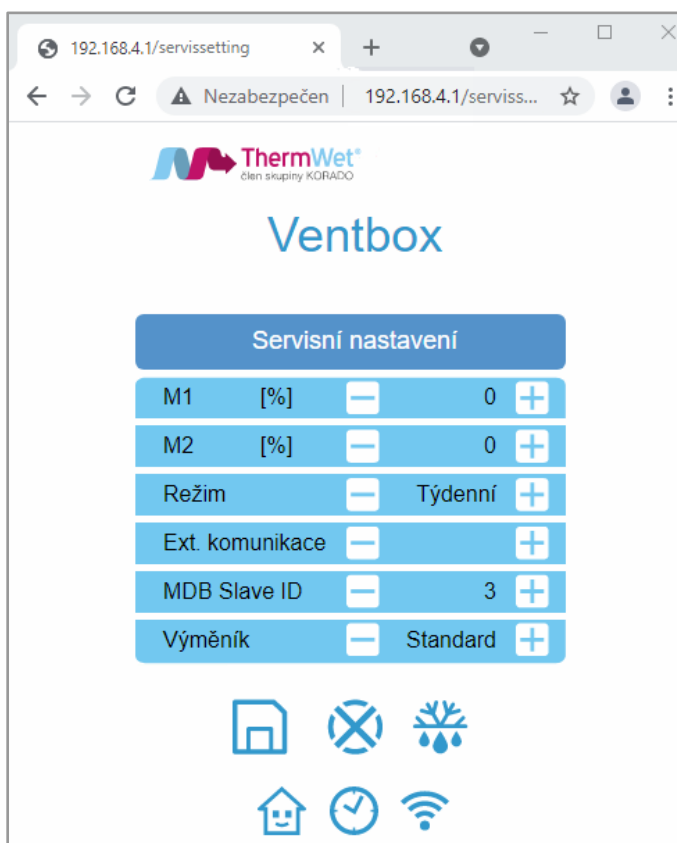 192.168.4.1/servissetting
Nezabezpečen | 192.168.4.1/serviss...
ThermWet®
člen skupiny KORADO
Ventbox
Servisní nastavení
M1 [%] 0
M2 [%] 0
Režim Týdenní
Ext. komunikace
MDB Slave ID 3
Výměník Standard